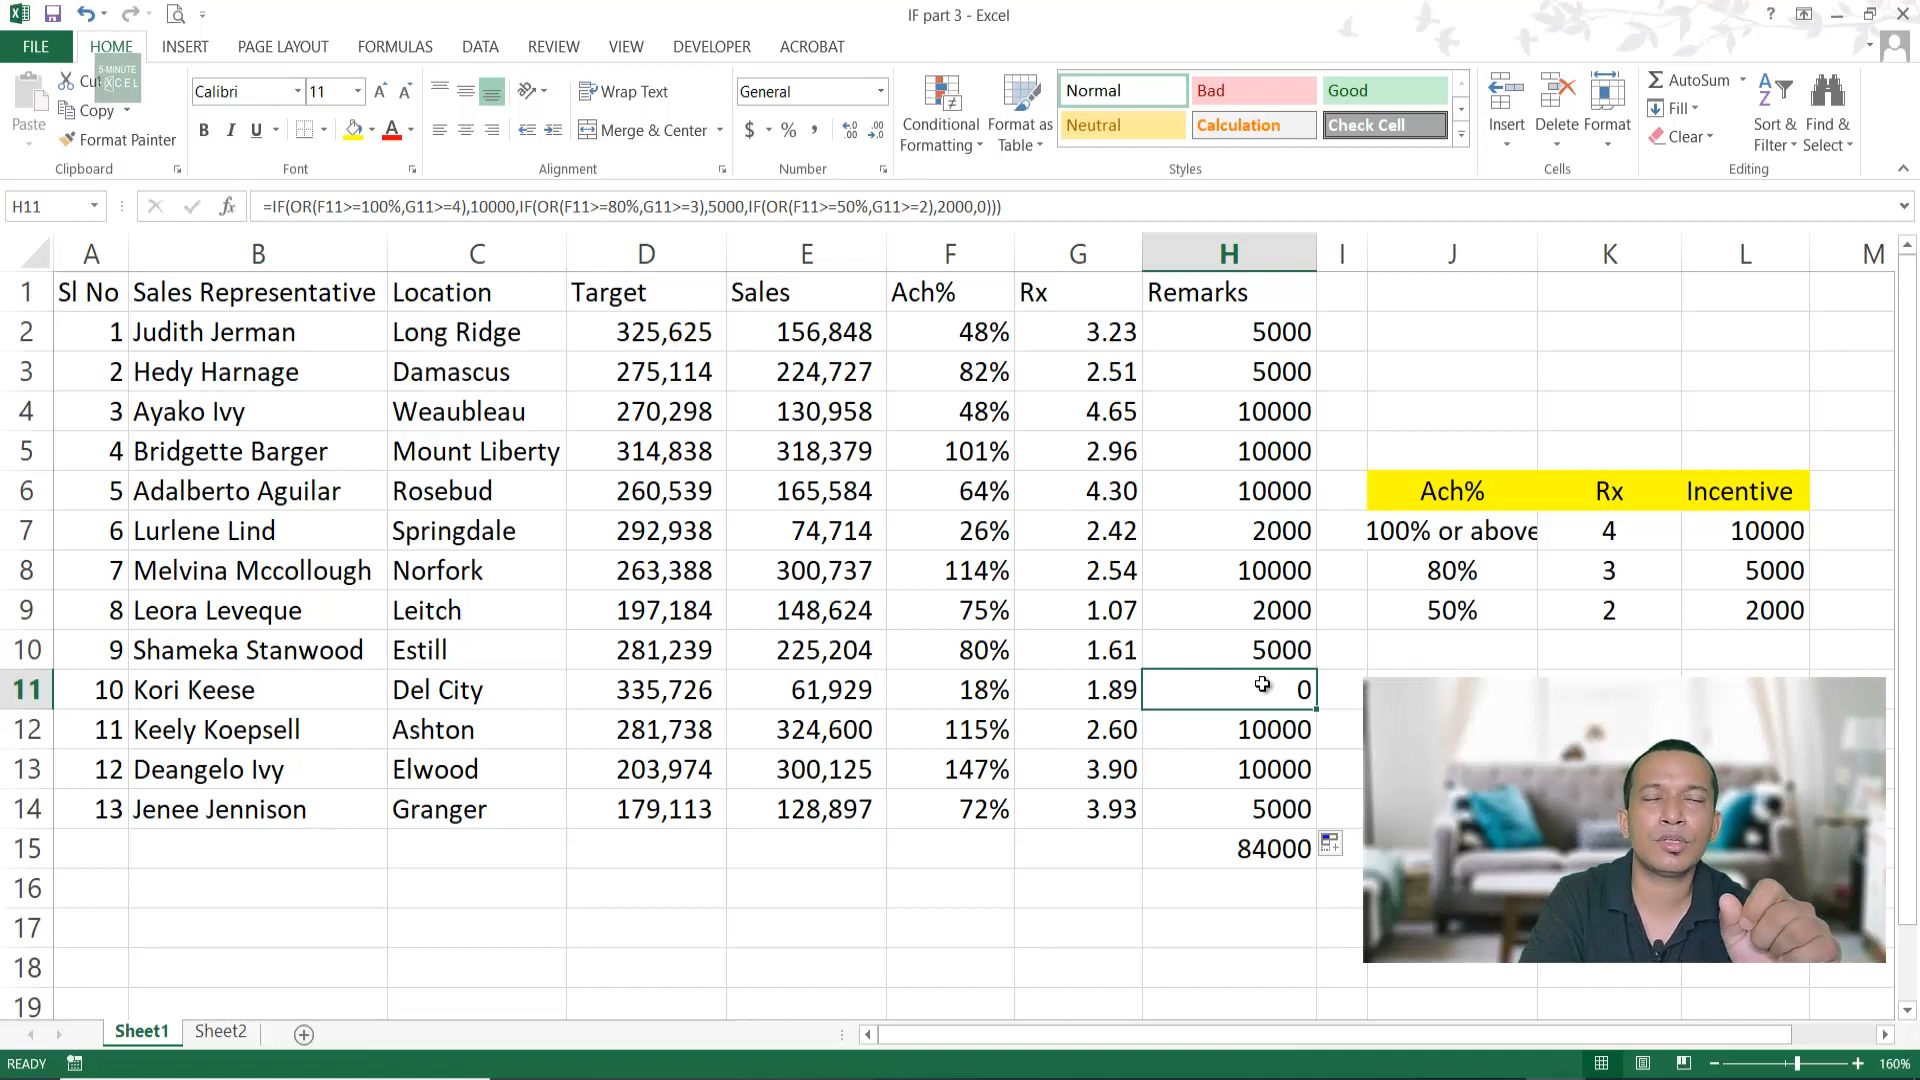 IF part 3 - Excel
?
FILE HOME INSERT PAGE LAYOUT FORMULAS DATA REVIEW VIEW DEVELOPER ACROBAT
5-MINUTE
XCEL
Paste
Cut
Copy
Format Painter
Clipboard
Calibri 11
B I U
Font
Wrap Text
Merge & Center
Alignment
General
$ % ,
Number
Conditional
Formatting
Format as
Table
Normal Bad Good
Neutral Calculation Check Cell
Styles
Insert Delete Format
Cells
AutoSum
Fill
Clear
Sort &
Filter
Find &
Select
Editing
H11 fx =IF(OR(F11>=100%,G11>=4),10000,IF(OR(F11>=80%,G11>=3),5000,IF(OR(F11>=50%,G11>=2),2000,0)))
A B C D E F G H I J K L M
1 Sl No Sales Representative Location Target Sales Ach% Rx Remarks
2 1 Judith Jerman Long Ridge 325,625 156,848 48% 3.23 5000
3 2 Hedy Harnage Damascus 275,114 224,727 82% 2.51 5000
4 3 Ayako Ivy Weaubleau 270,298 130,958 48% 4.65 10000
5 4 Bridgette Barger Mount Liberty 314,838 318,379 101% 2.96 10000
6 5 Adalberto Aguilar Rosebud 260,539 165,584 64% 4.30 10000 Ach% Rx Incentive
7 6 Lurlene Lind Springdale 292,938 74,714 26% 2.42 2000 100% or above 4 10000
8 7 Melvina Mccollough Norfork 263,388 300,737 114% 2.54 10000 80% 3 5000
9 8 Leora Leveque Leitch 197,184 148,624 75% 1.07 2000 50% 2 2000
10 9 Shameka Stanwood Estill 281,239 225,204 80% 1.61 5000
11 10 Kori Keese Del City 335,726 61,929 18% 1.89 0
12 11 Keely Koepsell Ashton 281,738 324,600 115% 2.60 10000
13 12 Deangelo Ivy Elwood 203,974 300,125 147% 3.90 10000
14 13 Jenee Jennison Granger 179,113 128,897 72% 3.93 5000
15 84000
16
17
18
19
Sheet1 Sheet2
READY 160%